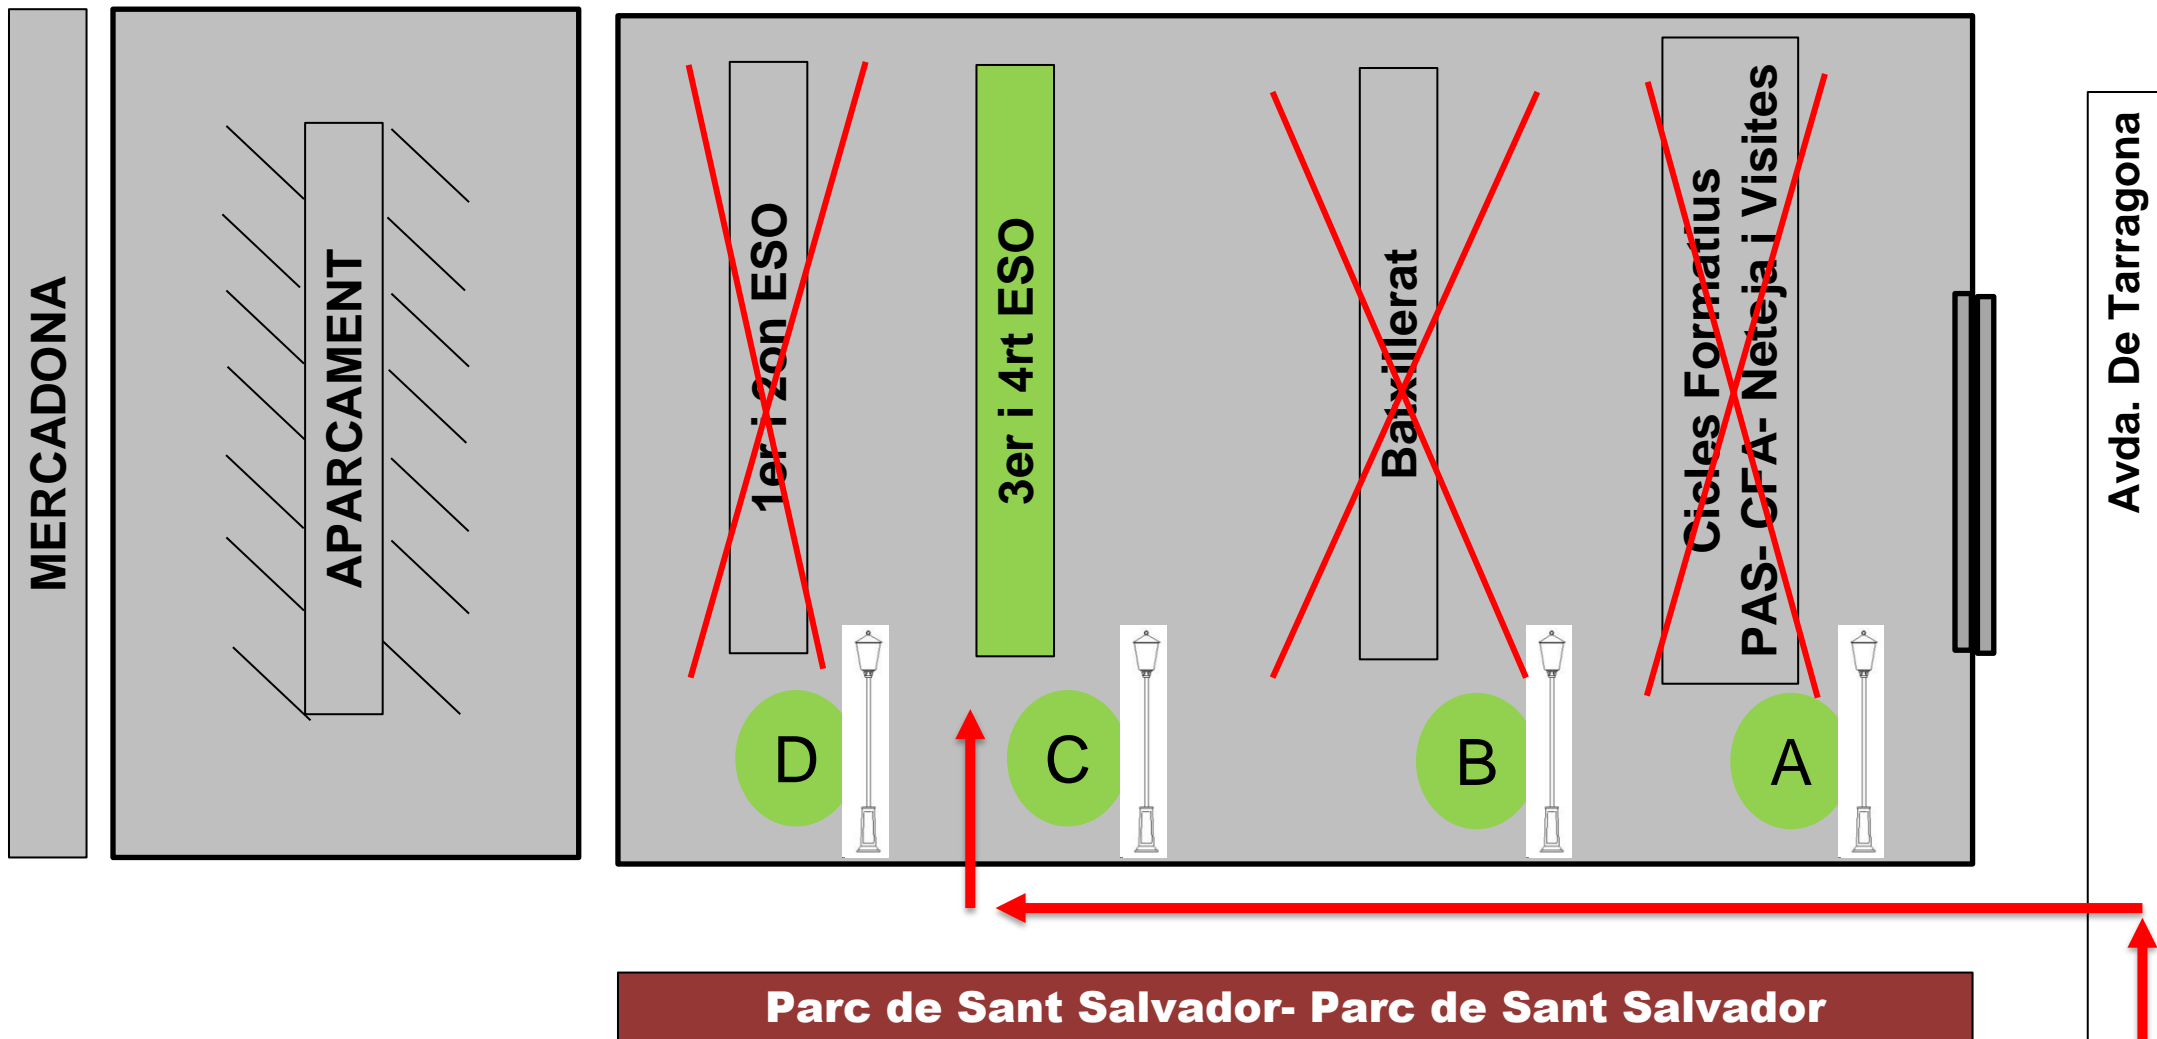 MERCADONA
APARCAMENT
1er i 2on ESO
3er i 4rt ESO
Batxillerat
Cicles Formatius
PAS- CFA- Neteja i Visites
Avda. De Tarragona
D
C
B
A
Parc de Sant Salvador- Parc de Sant Salvador